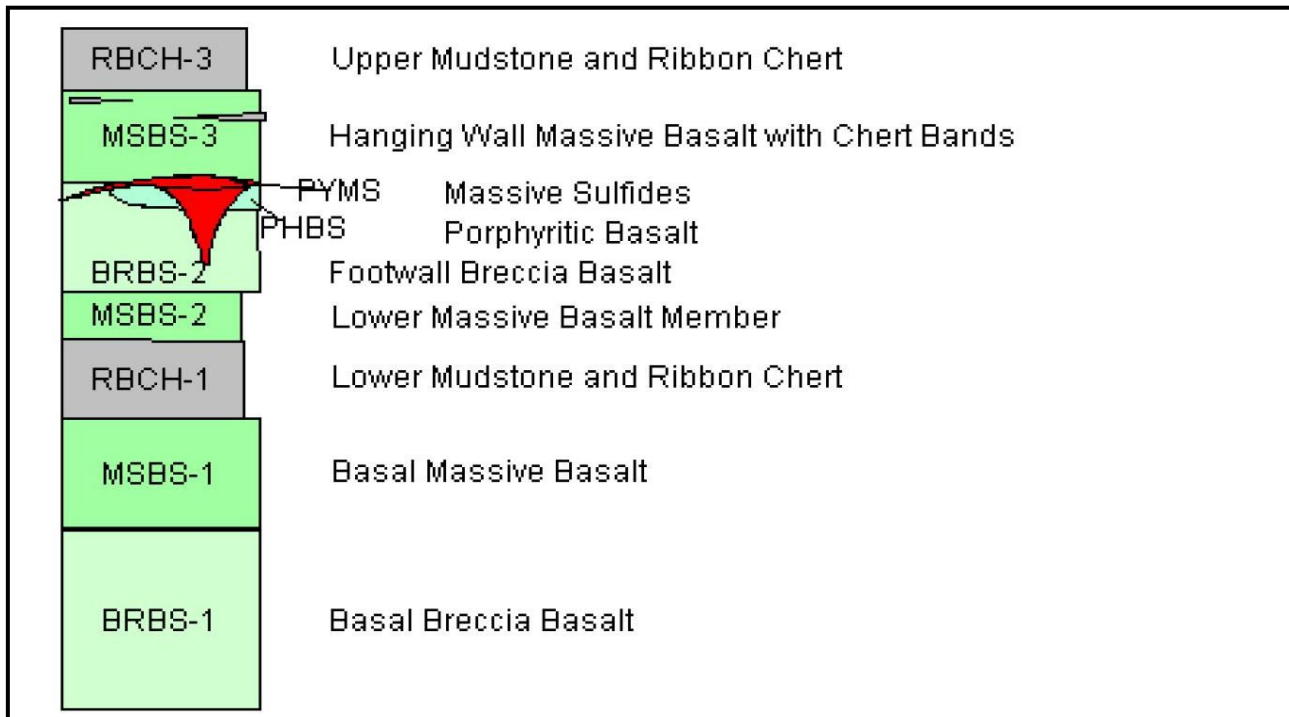 RBCH-3 Upper Mudstone and Ribbon Chert
MSBS-3 Hanging Wall Massive Basalt with Chert Bands
PYMS Massive Sulfides
PHBS Porphyritic Basalt
BRBS-2 Footwall Breccia Basalt
MSBS-2 Lower Massive Basalt Member
RBCH-1 Lower Mudstone and Ribbon Chert
MSBS-1 Basal Massive Basalt
BRBS-1 Basal Breccia Basalt